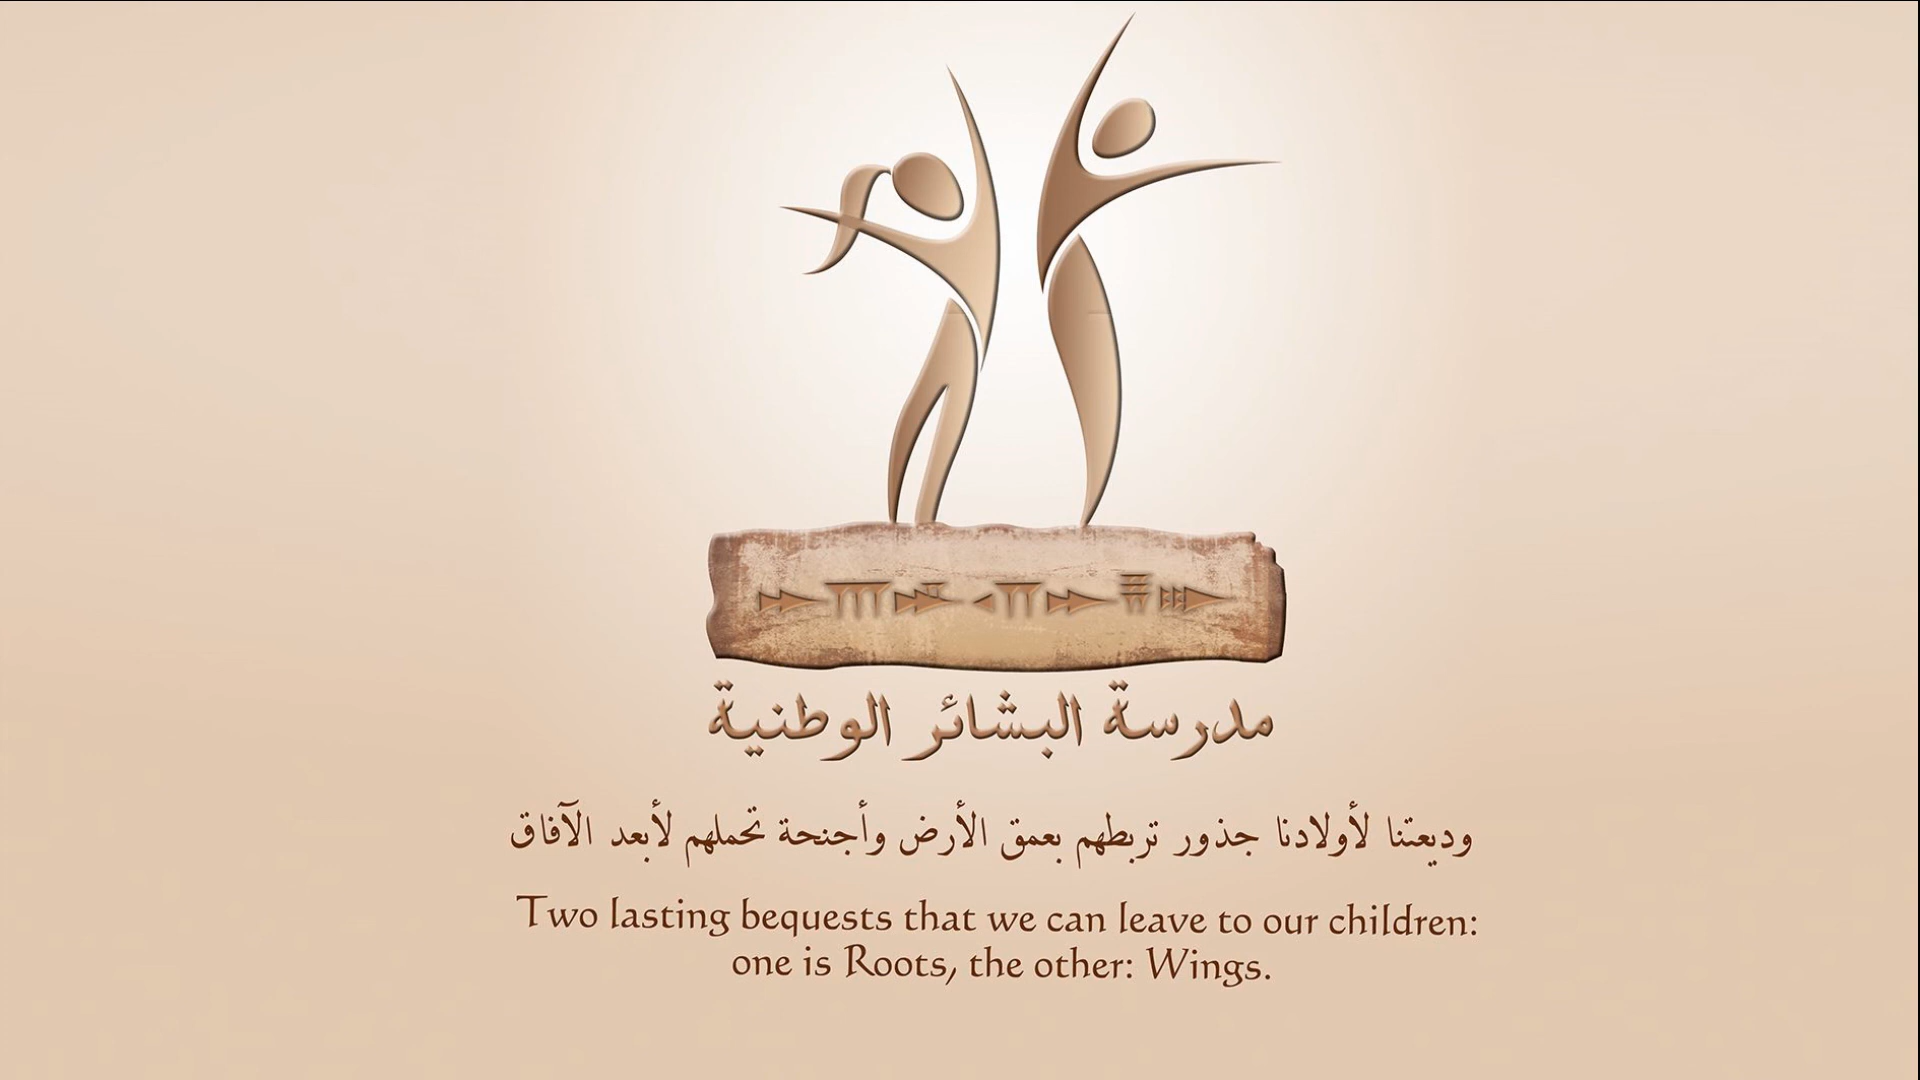 مدرسة البشائر الوطنية
وديعتنا لأولادنا جذور تربطهم بعمق الأرض وأجنحة تحملهم لأبعد الآفاق
Two lasting bequests that we can leave to our children:
one is Roots, the other: Wings.